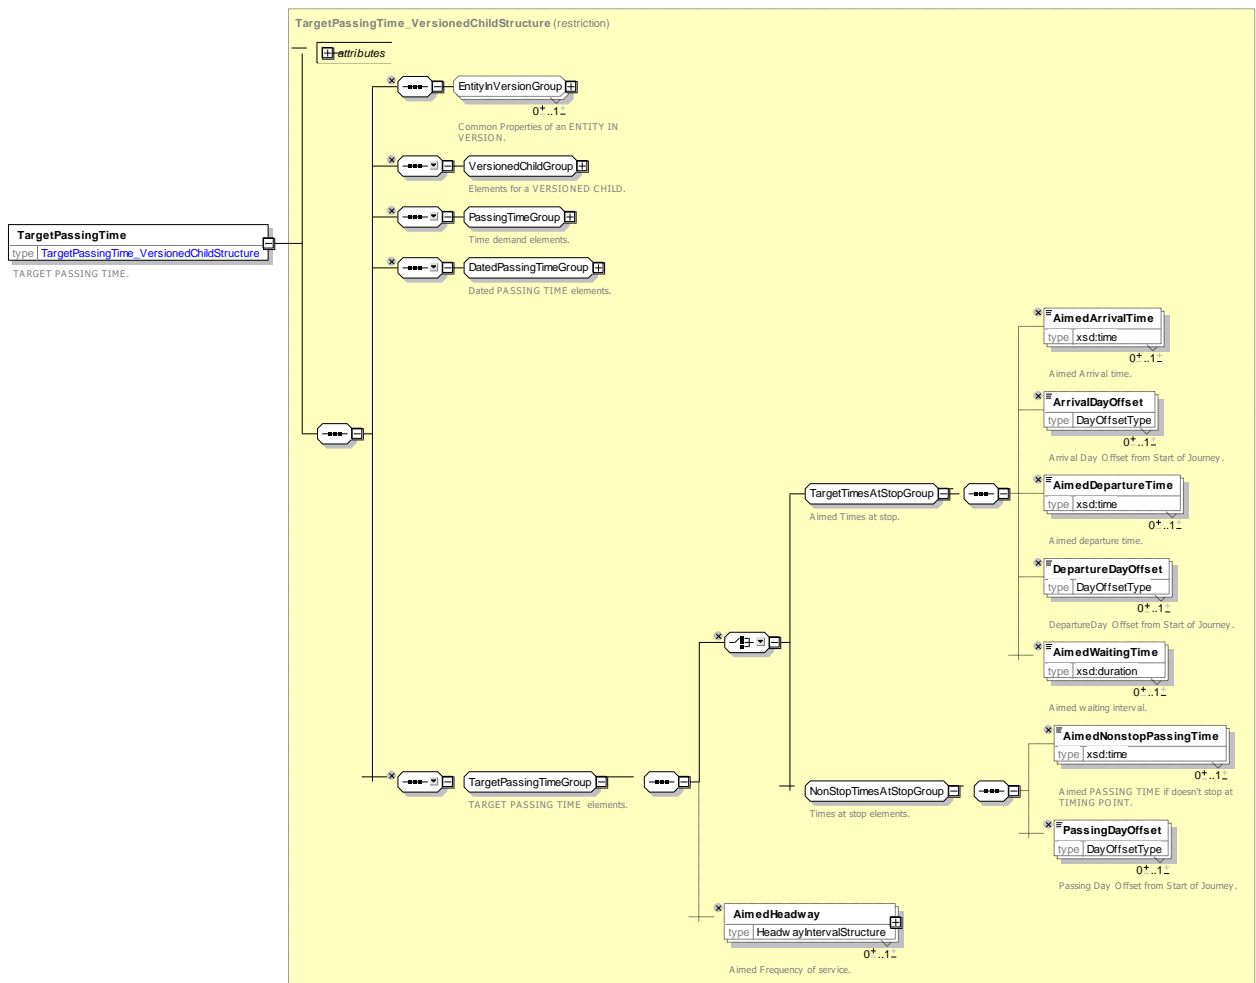 TargetPassingTime_VersionedChildStructure (restriction)
attributes
EntityInVersionGroup
0..1
Common Properties of an ENTITY IN
VERSION.
VersionedChildGroup
Elements for a VERSIONED CHILD.
PassingTimeGroup
Time demand elements.
TargetPassingTime
type TargetPassingTime_VersionedChildStructure
TARGET PASSING TIME.
DatedPassingTimeGroup
Dated PASSING TIME elements.
AimedArrivalTime
type xsd:time
0..1
Aimed Arrival time.
ArrivalDayOffset
type DayOffsetType
0..1
Arrival Day Offset from Start of Journey.
TargetTimesAtStopGroup
Aimed Times at stop.
AimedDepartureTime
type xsd:time
0..1
Aimed departure time.
DepartureDayOffset
type DayOffsetType
0..1
DepartureDay Offset from Start of Journey.
AimedWaitingTime
type xsd:duration
0..1
Aimed waiting interval.
TargetPassingTimeGroup
TARGET PASSING TIME elements.
NonStopTimesAtStopGroup
Times at stop elements.
AimedNonstopPassingTime
type xsd:time
0..1
Aimed PASSING TIME if doesn't stop at
TIMING POINT.
PassingDayOffset
type DayOffsetType
0..1
Passing Day Offset from Start of Journey.
AimedHeadway
type HeadwayIntervalStructure
0..1
Aimed Frequency of service.